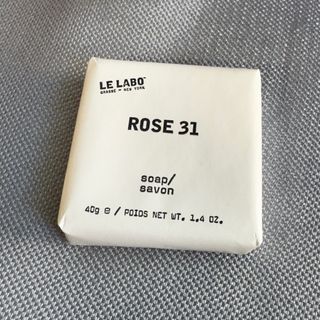 LE LABO
GRASSE — NEW YORK
ROSE 31
soap/
savon
40g ℮ / POIDS NET WT. 1.4 OZ.